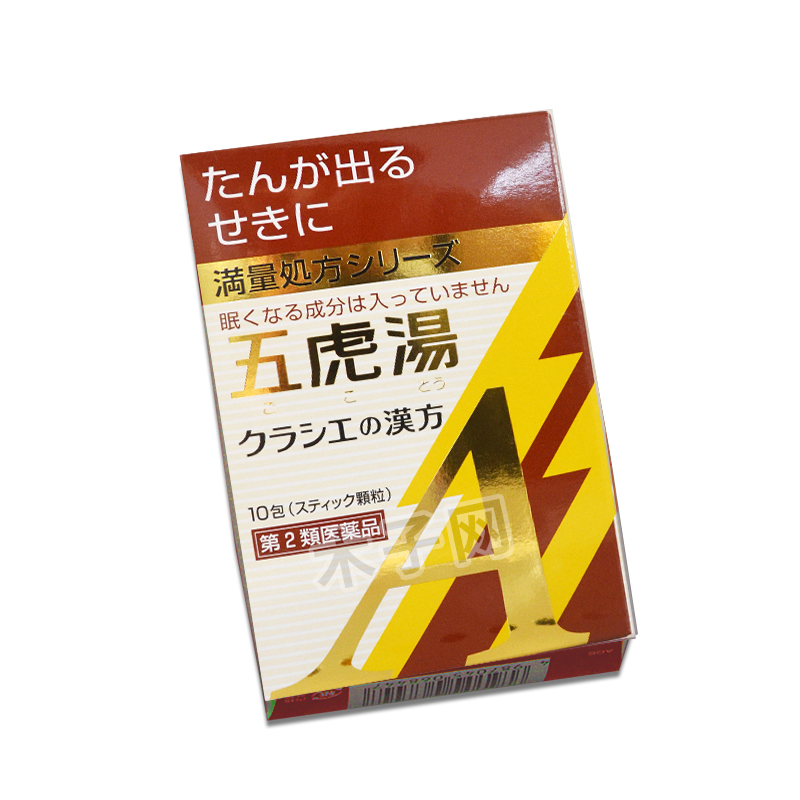 たんが出る
せきに
満量処方シリーズ
眠くなる成分は入っていません
五虎湯
ご こ とう
クラシエの漢方
10包(スティック顆粒)
第2類医薬品
A